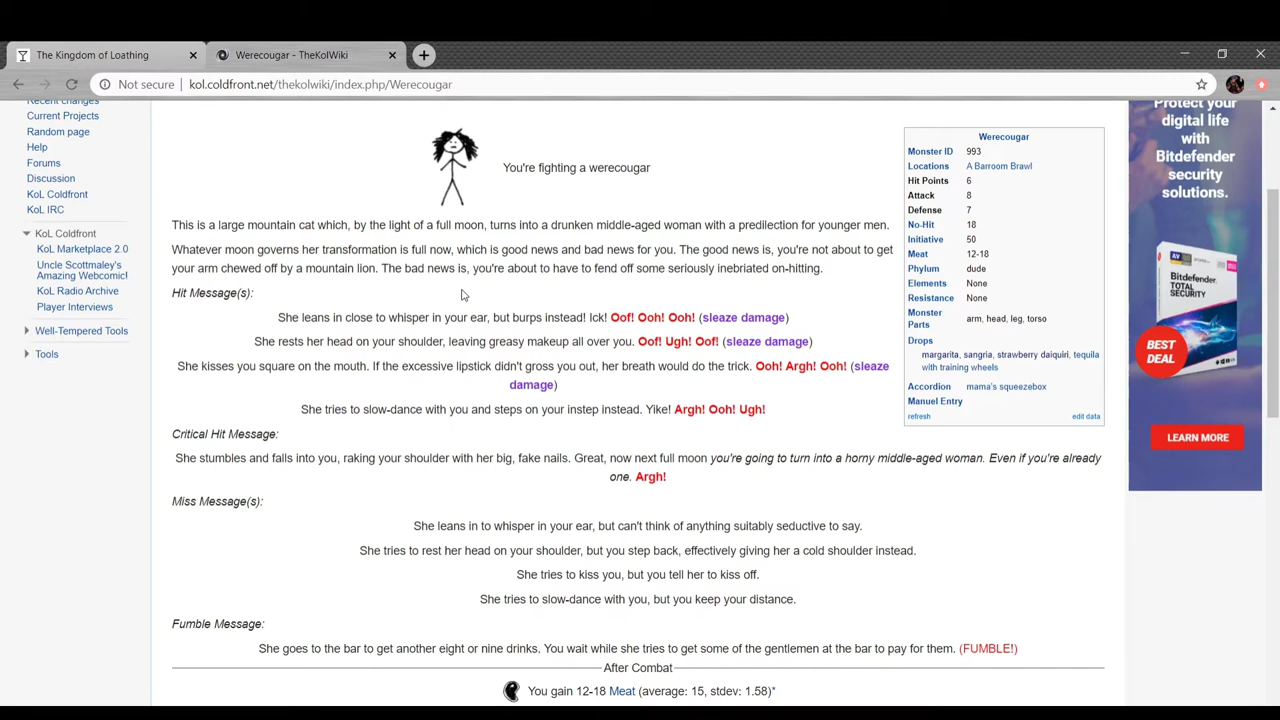 The Kingdom of Loathing
Werecougar - TheKolWiki
Not secure | kol.coldfront.net/thekolwiki/index.php/Werecougar
Recent changes
Current Projects
Random page
Help
Forums
Discussion
KoL Coldfront
KoL IRC
KoL Coldfront
KoL Marketplace 2.0
Uncle Scottmaley's
Amazing Webcomic!
KoL Radio Archive
Player Interviews
Well-Tempered Tools
Tools
You're fighting a werecougar
This is a large mountain cat which, by the light of a full moon, turns into a drunken middle-aged woman with a predilection for younger men.
Whatever moon governs her transformation is full now, which is good news and bad news for you. The good news is, you're not about to get
your arm chewed off by a mountain lion. The bad news is, you're about to have to fend off some seriously inebriated on-hitting.
Hit Message(s):
She leans in close to whisper in your ear, but burps instead! Ick! Oof! Ooh! Ooh! (sleaze damage)
She rests her head on your shoulder, leaving greasy makeup all over you. Oof! Ugh! Oof! (sleaze damage)
She kisses you square on the mouth. If the excessive lipstick didn't gross you out, her breath would do the trick. Ooh! Argh! Ooh! (sleaze
damage)
She tries to slow-dance with you and steps on your instep instead. Yike! Argh! Ooh! Ugh!
Critical Hit Message:
She stumbles and falls into you, raking your shoulder with her big, fake nails. Great, now next full moon you're going to turn into a horny middle-aged woman. Even if you're already
one. Argh!
Miss Message(s):
She leans in to whisper in your ear, but can't think of anything suitably seductive to say.
She tries to rest her head on your shoulder, but you step back, effectively giving her a cold shoulder instead.
She tries to kiss you, but you tell her to kiss off.
She tries to slow-dance with you, but you keep your distance.
Fumble Message:
She goes to the bar to get another eight or nine drinks. You wait while she tries to get some of the gentlemen at the bar to pay for them. (FUMBLE!)
After Combat
You gain 12-18 Meat (average: 15, stdev: 1.58)*
Werecougar
Monster ID 993
Locations A Barroom Brawl
Hit Points 6
Attack 8
Defense 7
No-Hit 18
Initiative 50
Meat 12-18
Phylum dude
Elements None
Resistance None
Monster
Parts arm, head, leg, torso
Drops
margarita, sangria, strawberry daiquiri, tequila
with training wheels
Accordion mama's squeezebox
Manuel Entry
refresh edit data
Protect your
digital life
with
Bitdefender
security
solutions.
Bitdefender
TOTAL
SECURITY
BEST
DEAL
LEARN MORE